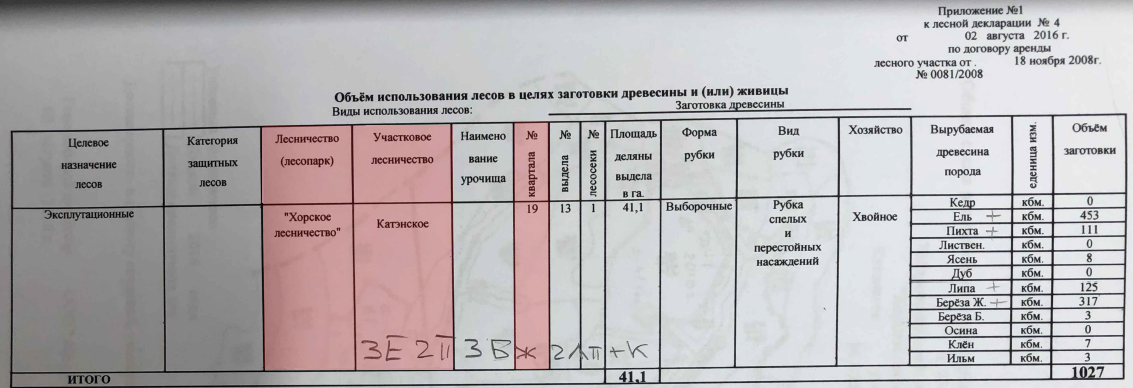 Приложение №1
к лесной декларации № 4
от 02 августа 2016 г.
по договору аренды
лесного участка от . 18 ноября 2008г.
№ 0081/2008
Объём использования лесов в целях заготовки древесины и (или) живицы
Виды использования лесов: Заготовка древесины
Целевое назначение лесов | Категория защитных лесов | Лесничество (лесопарк) | Участковое лесничество | Наимено вание урочища | № квартала | № выдела | № лесосеки | Площадь деляны выдела в га. | Форма рубки | Вид рубки | Хозяйство | Вырубаемая древесина порода | еденица изм. | Объём заготовки
Эксплутационные | "Хорское лесничество" | Катэнское | 19 | 13 | 1 | 41,1 | Выборочные | Рубка спелых и перестойных насаждений | Хвойное
Кедр | кбм. | 0
Ель + | кбм. | 453
Пихта + | кбм. | 111
Листвен. | кбм. | 0
Ясень | кбм. | 8
Дуб | кбм. | 0
Липа + | кбм. | 125
Берёза Ж. + | кбм. | 317
Берёза Б. | кбм. | 3
Осина | кбм. | 0
Клён | кбм. | 7
Ильм | кбм. | 3
3Е 2П 3Бж 2Лп+К
ИТОГО | 41,1 | 1027